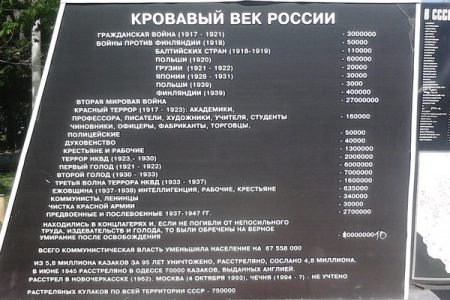 КРОВАВЫЙ ВЕК РОССИИ
ГРАЖДАНСКАЯ ВОЙНА (1917 - 1921) - 3000000
ВОЙНЫ ПРОТИВ ФИНЛЯНДИИ (1918) - 50000
БАЛТИЙСКИХ СТРАН (1918-1919) - 110000
ПОЛЬШИ (1920) - 600000
ГРУЗИИ (1921 - 1922) - 20000
ЯПОНИИ (1928 - 1931) - 30000
ПОЛЬШИ (1939) - 3000
ФИНЛЯНДИИ (1939) - 400000
ВТОРАЯ МИРОВАЯ ВОЙНА - 27000000
КРАСНЫЙ ТЕРРОР (1917 - 1923): АКАДЕМИКИ,
ПРОФЕССОРА, ПИСАТЕЛИ, ХУДОЖНИКИ, УЧИТЕЛЯ, СТУДЕНТЫ - 160000
ЧИНОВНИКИ, ОФИЦЕРЫ, ФАБРИКАНТЫ, ТОРГОВЦЫ,
ПОЛИЦЕЙСКИЕ - 50000
ДУХОВЕНСТВО - 40000
КРЕСТЬЯНЕ И РАБОЧИЕ - 1300000
ТЕРРОР НКВД (1923 - 1930) - 2000000
ПЕРВЫЙ ГОЛОД (1921 - 1922) - 6000000
ВТОРОЙ ГОЛОД (1930 - 1933) - 7000000
ТРЕТЬЯ ВОЛНА ТЕРРОРА НКВД (1933 - 1937) - 1600000
ЕЖОВЩИНА (1937-1938) ИНТЕЛЛИГЕНЦИЯ, РАБОЧИЕ, КРЕСТЬЯНЕ - 635000
КОММУНИСТЫ, ЛЕНИНЦЫ - 340000
ЧИСТКА КРАСНОЙ АРМИИ - 30000
ПРЕДВОЕННЫЕ И ПОСЛЕВОЕННЫЕ 1937-1947 ГГ. - 2700000
НАХОДИЛОСЬ В КОНЦЛАГЕРЯХ И, ЕСЛИ НЕ ПОГИБЛИ ОТ НЕПОСИЛЬНОГО
ТРУДА, ИЗДЕВАТЕЛЬСТВ И ГОЛОДА, ТО БЫЛИ ОБРЕЧЕНЫ НА ВЕРНОЕ
УМИРАНИЕ ПОСЛЕ ОСВОБОЖДЕНИЯ
ВСЕГО КОММУНИСТИЧЕСКАЯ ВЛАСТЬ УМЕНЬШИЛА НАСЕЛЕНИЕ НА 67 558 000
ИЗ 5,8 МИЛЛИОНА КАЗАКОВ ЗА 95 ЛЕТ УНИЧТОЖЕНО, РАССТРЕЛЯНО, СОСЛАНО 4,8 МИЛЛИОНА.
В ИЮНЕ 1945 РАССТРЕЛЯНО В ОДЕССЕ 70000 КАЗАКОВ, ВЫДАННЫХ АНГЛИЕЙ
РАССТРЕЛ В НОВОЧЕРКАССКЕ (1962), МОСКВА (4 ОКТЯБРЯ 1993), ЧЕЧНЯ (1994 - ?) - НЕ УЧТЕНО
РАССТРЕЛЯНЫХ КУЛАКОВ ПО ВСЕЙ ТЕРРИТОРИИ СССР - 750000
В СССР